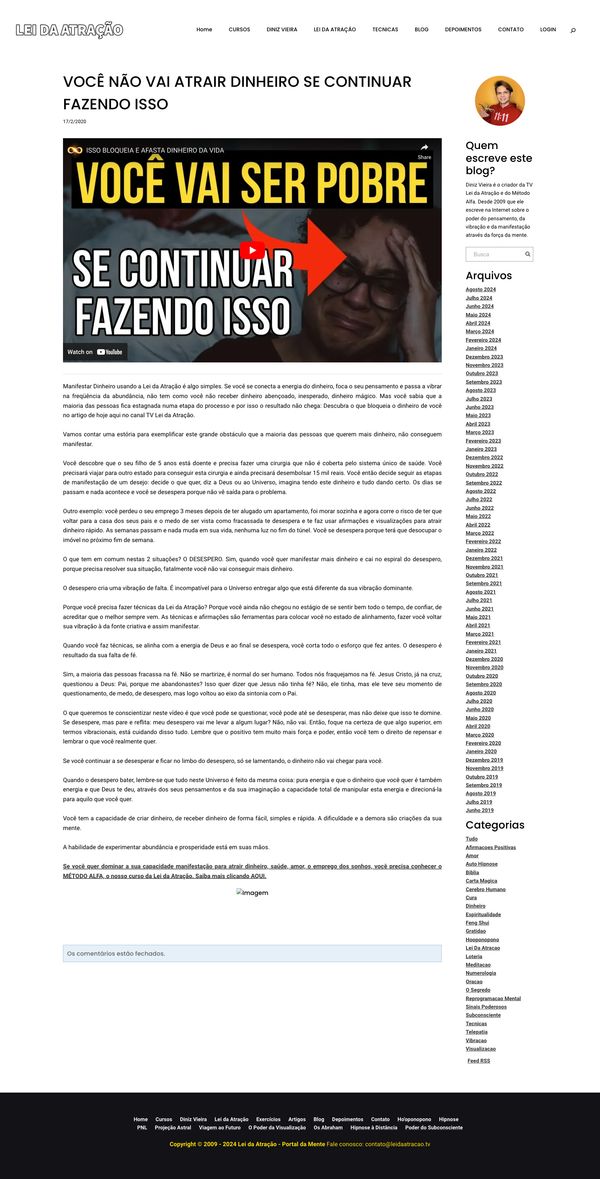 LEI DA ATRAÇÃO
Home CURSOS DINIZ VIEIRA LEI DA ATRAÇÃO TECNICAS BLOG DEPOIMENTOS CONTATO LOGIN
VOCÊ NÃO VAI ATRAIR DINHEIRO SE CONTINUAR
FAZENDO ISSO
17/2/2020
ISSO BLOQUEIA E AFASTA DINHEIRO DA VIDA
Share
VOCÊ VAI SER POBRE
SE CONTINUAR
FAZENDO ISSO
Watch on YouTube
Manifestar Dinheiro usando a Lei da Atração é algo simples. Se você se conecta a energia do dinheiro, foca o seu pensamento e passa a vibrar
na freqüência da abundância, não tem como você não receber dinheiro abençoado, inesperado, dinheiro mágico. Mas você sabia que a
maioria das pessoas fica estagnada numa etapa do processo e por isso o resultado não chega: Descubra o que bloqueia o dinheiro de você
no artigo de hoje aqui no canal TV Lei da Atração.
Vamos contar uma estória para exemplificar este grande obstáculo que a maioria das pessoas que querem mais dinheiro, não conseguem
manifestar.
Você descobre que o seu filho de 5 anos está doente e precisa fazer uma cirurgia que não é coberta pelo sistema único de saúde. Você
precisará viajar para outro estado para conseguir esta cirurgia e ainda precisará desembolsar 15 mil reais. Você então decide seguir as etapas
de manifestação de um desejo: decide o que quer, diz a Deus ou ao Universo, imagina tendo este dinheiro e tudo dando certo. Os dias se
passam e nada acontece e você se desespera porque não vê saída para o problema.
Outro exemplo: você perdeu o seu emprego 3 meses depois de ter alugado um apartamento, foi morar sozinha e agora corre o risco de ter que
voltar para a casa dos seus pais e o medo de ser vista como fracassada te desespera e te faz usar afirmações e visualizações para atrair
dinheiro rápido. As semanas passam e nada muda em sua vida, nenhuma luz no fim do túnel. Você se desespera porque terá que desocupar o
imóvel no próximo fim de semana.
O que tem em comum nestas 2 situações? O DESESPERO. Sim, quando você quer manifestar mais dinheiro e cai no espiral do desespero,
porque precisa resolver sua situação, fatalmente você não vai conseguir mais dinheiro.
O desespero cria uma vibração de falta. É incompatível para o Universo entregar algo que está diferente da sua vibração dominante.
Porque você precisa fazer técnicas da Lei da Atração? Porque você ainda não chegou no estágio de se sentir bem todo o tempo, de confiar, de
acreditar que o melhor sempre vem. As técnicas e afirmações são ferramentas para colocar você no estado de alinhamento, fazer você voltar
sua vibração à da fonte criativa e assim manifestar.
Quando você faz técnicas, se alinha com a energia de Deus e ao final se desespera, você corta todo o esforço que fez antes. O desespero é
resultado da sua falta de fé.
Sim, a maioria das pessoas fracassa na fé. Não se martirize, é normal do ser humano. Todos nós fraquejamos na fé. Jesus Cristo, já na cruz,
questionou a Deus: Pai, porque me abandonastes? Isso quer dizer que Jesus não tinha fé? Não, ele tinha, mas ele teve seu momento de
questionamento, de medo, de desespero, mas logo voltou ao eixo da sintonia com o Pai.
O que queremos te conscientizar neste vídeo é que você pode se questionar, você pode até se desesperar, mas não deixe que isso te domine.
Se desespere, mas pare e reflita: meu desespero vai me levar a algum lugar? Não, não vai. Então, foque na certeza de que algo superior, em
termos vibracionais, está cuidando disso tudo. Lembre que o positivo tem muito mais força e poder, então você tem o direito de repensar e
lembrar o que você realmente quer.
Se você continuar a se desesperar e ficar no limbo do desespero, só se lamentando, o dinheiro não vai chegar para você.
Quando o desespero bater, lembre-se que tudo neste Universo é feito da mesma coisa: pura energia e que o dinheiro que você quer é também
energia e que Deus te deu, através dos seus pensamentos e da sua imaginação a capacidade total de manipular esta energia e direcioná-la
para aquilo que você quer.
Você tem a capacidade de criar dinheiro, de receber dinheiro de forma fácil, simples e rápida. A dificuldade e a demora são criações da sua
mente.
A habilidade de experimentar abundância e prosperidade está em suas mãos.
Se você quer dominar a sua capacidade manifestação para atrair dinheiro, saúde, amor, o emprego dos sonhos, você precisa conhecer o
MÉTODO ALFA, o nosso curso da Lei da Atração. Saiba mais clicando AQUI.
Imagem
Os comentários estão fechados.
11:11
Quem
escreve este
blog?
Diniz Vieira é o criador da TV
Lei da Atração e do Método
Alfa. Desde 2009 que ele
escreve na Internet sobre o
poder do pensamento, da
vibração e da manifestação
através da força da mente.
Busca
Arquivos
Agosto 2024
Julho 2024
Junho 2024
Maio 2024
Abril 2024
Março 2024
Fevereiro 2024
Janeiro 2024
Dezembro 2023
Novembro 2023
Outubro 2023
Setembro 2023
Agosto 2023
Julho 2023
Junho 2023
Maio 2023
Abril 2023
Março 2023
Fevereiro 2023
Janeiro 2023
Dezembro 2022
Novembro 2022
Outubro 2022
Setembro 2022
Agosto 2022
Julho 2022
Junho 2022
Maio 2022
Abril 2022
Março 2022
Fevereiro 2022
Janeiro 2022
Dezembro 2021
Novembro 2021
Outubro 2021
Setembro 2021
Agosto 2021
Julho 2021
Junho 2021
Maio 2021
Abril 2021
Março 2021
Fevereiro 2021
Janeiro 2021
Dezembro 2020
Novembro 2020
Outubro 2020
Setembro 2020
Agosto 2020
Julho 2020
Junho 2020
Maio 2020
Abril 2020
Março 2020
Fevereiro 2020
Janeiro 2020
Dezembro 2019
Novembro 2019
Outubro 2019
Setembro 2019
Agosto 2019
Julho 2019
Junho 2019
Categorias
Tudo
Afirmacoes Positivas
Amor
Auto Hipnose
Bíblia
Carta Magica
Cerebro Humano
Cura
Dinheiro
Espiritualidade
Feng Shui
Gratidao
Hooponopono
Lei Da Atracao
Loteria
Meditacao
Numerologia
Oracao
O Segredo
Reprogramacao Mental
Sinais Poderosos
Subconsciente
Tecnicas
Telepatia
Vibracao
Visualizacao
Feed RSS
Home Cursos Diniz Vieira Lei da Atração Exercícios Artigos Blog Depoimentos Contato Ho'oponopono Hipnose
PNL Projeção Astral Viagem ao Futuro O Poder da Visualização Os Abraham Hipnose à Distância Poder do Subconsciente
Copyright © 2009 - 2024 Lei da Atração - Portal da Mente Fale conosco: contato@leidaatracao.tv